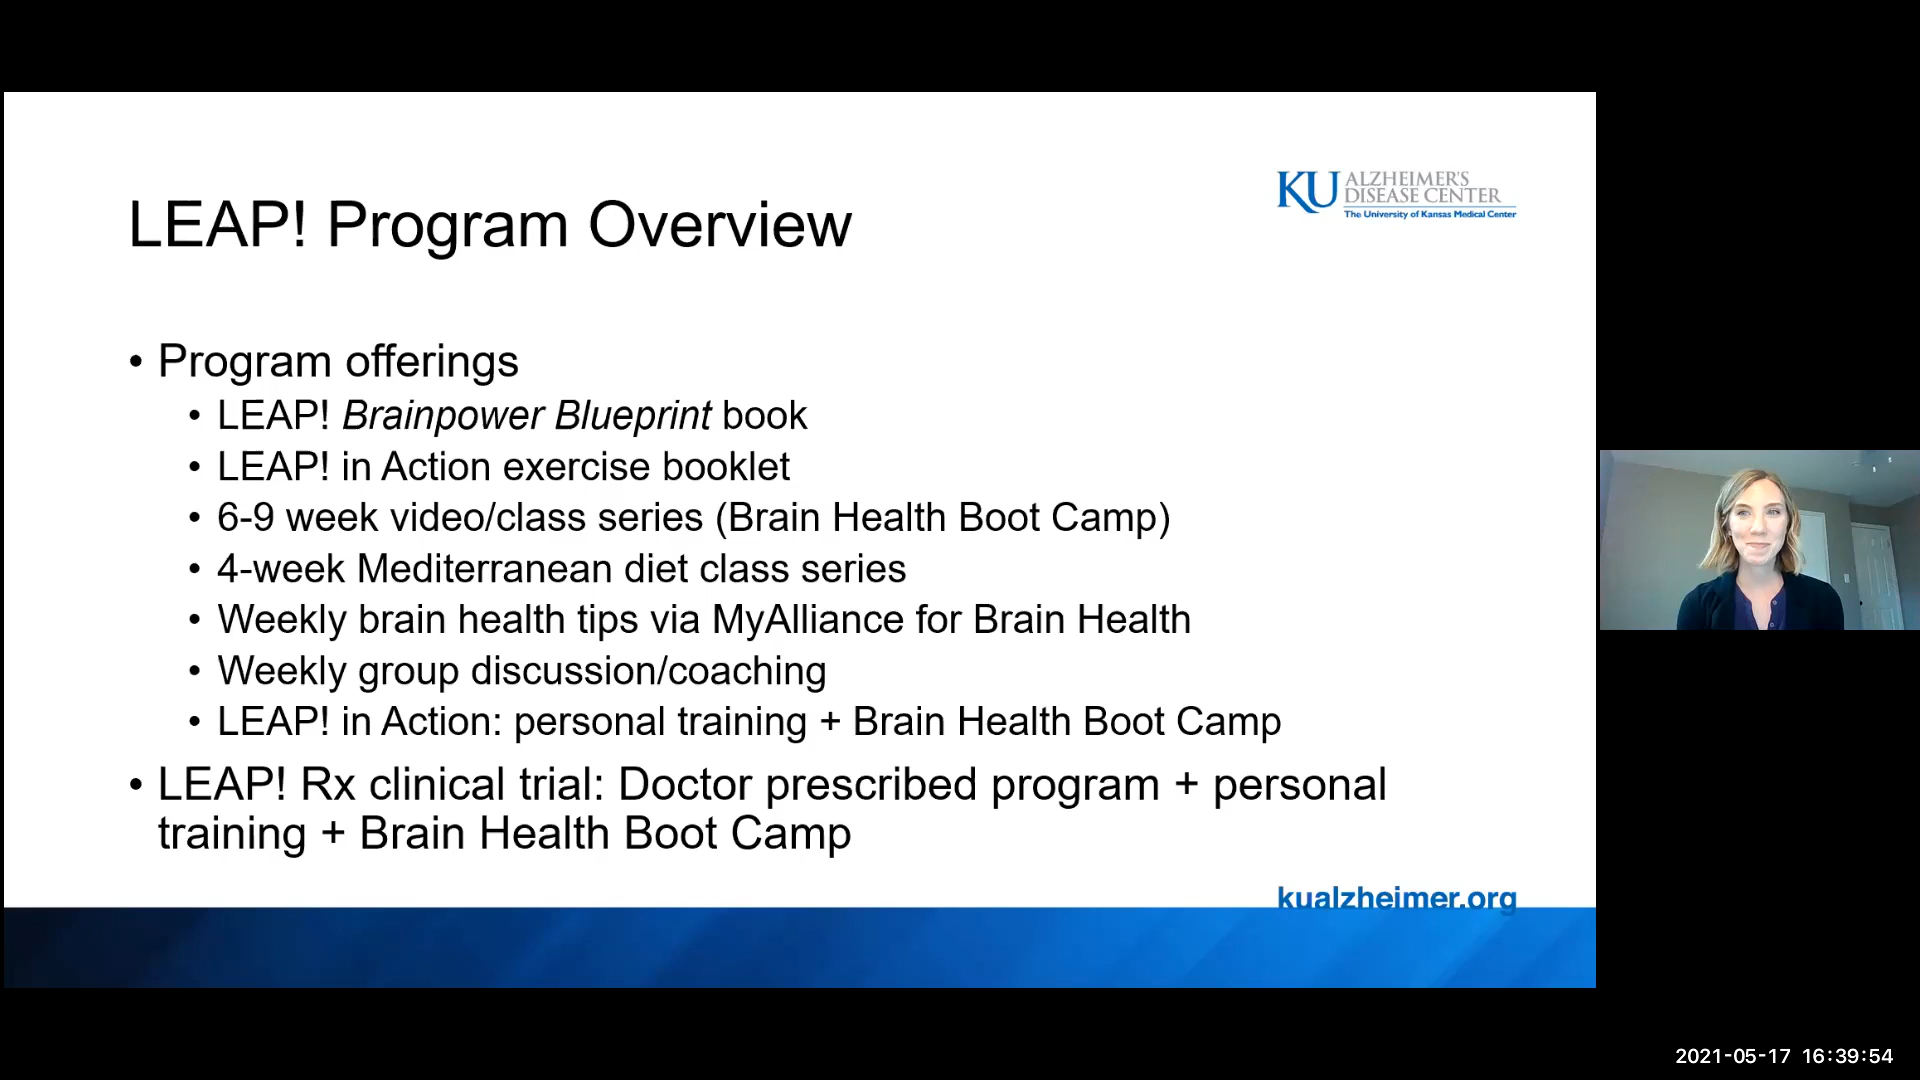 KU ALZHEIMER'S
DISEASE CENTER
The University of Kansas Medical Center
LEAP! Program Overview
• Program offerings
• LEAP! Brainpower Blueprint book
• LEAP! in Action exercise booklet
• 6-9 week video/class series (Brain Health Boot Camp)
• 4-week Mediterranean diet class series
• Weekly brain health tips via MyAlliance for Brain Health
• Weekly group discussion/coaching
• LEAP! in Action: personal training + Brain Health Boot Camp
• LEAP! Rx clinical trial: Doctor prescribed program + personal
training + Brain Health Boot Camp
kualzheimer.org
2021-05-17 16:39:54